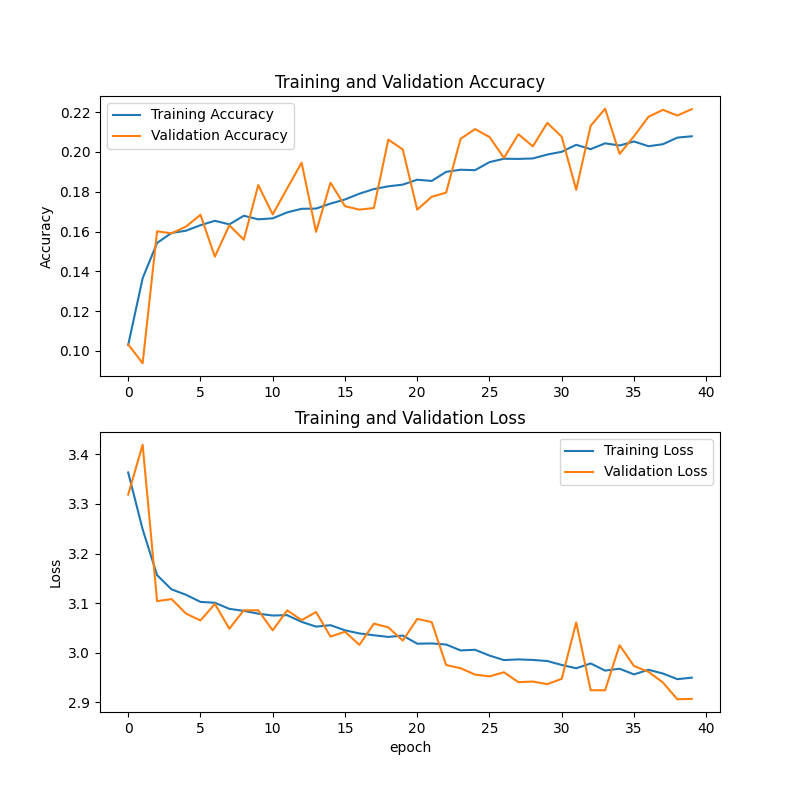 Training and Validation Accuracy
Training Accuracy
Validation Accuracy
Accuracy
0.22
0.20
0.18
0.16
0.14
0.12
0.10
0 5 10 15 20 25 30 35 40
Training and Validation Loss
Training Loss
Validation Loss
Loss
3.4
3.3
3.2
3.1
3.0
2.9
0 5 10 15 20 25 30 35 40
epoch